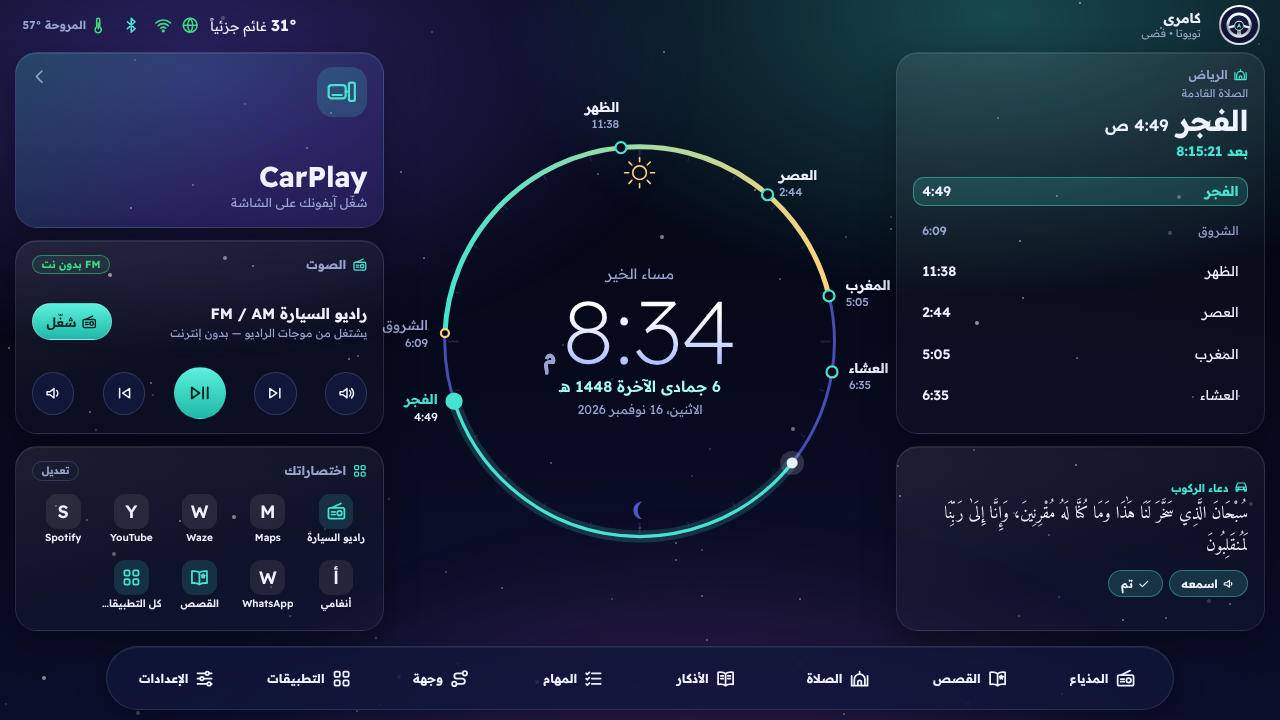 كامري
تويوتا • فضي
31° غائم جزئياً
المروحة 57°
الرياض
الصلاة القادمة
الفجر 4:49 ص
بعد 8:15:21
الفجر 4:49
الشروق 6:09
الظهر 11:38
العصر 2:44
المغرب 5:05
العشاء 6:35
دعاء الركوب
سُبْحَانَ الَّذِي سَخَّرَ لَنَا هَٰذَا وَمَا كُنَّا لَهُ مُقْرِنِينَ، وَإِنَّا إِلَىٰ رَبِّنَا
لَمُنقَلِبُونَ
اسمعه
تم
الظهر
11:38
العصر
2:44
المغرب
5:05
العشاء
6:35
الشروق
6:09
الفجر
4:49
مساء الخير
8:34 م
6 جمادى الآخرة 1448 هـ
الاثنين، 16 نوفمبر 2026
CarPlay
شغّل آيفونك على الشاشة
الصوت
FM بدون نت
راديو السيارة FM / AM
يشتغل من موجات الراديو — بدون إنترنت
شغّل
اختصاراتك
تعديل
راديو السيارة
M
Maps
W
Waze
Y
YouTube
S
Spotify
أ
أنغامي
W
WhatsApp
القصص
كل التطبيقا...
المذياع
القصص
الصلاة
الأذكار
المهام
وجهة
التطبيقات
الإعدادات